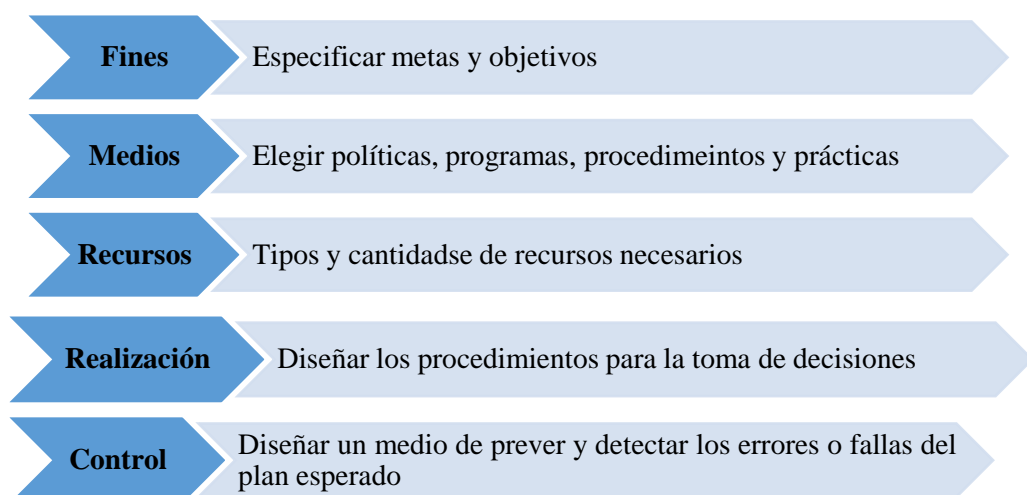 Fines
Especificar metas y objetivos
Medios
Elegir políticas, programas, procedimeintos y prácticas
Recursos
Tipos y cantidadse de recursos necesarios
Realización
Diseñar los procedimientos para la toma de decisiones
Control
Diseñar un medio de prever y detectar los errores o fallas del
plan esperado